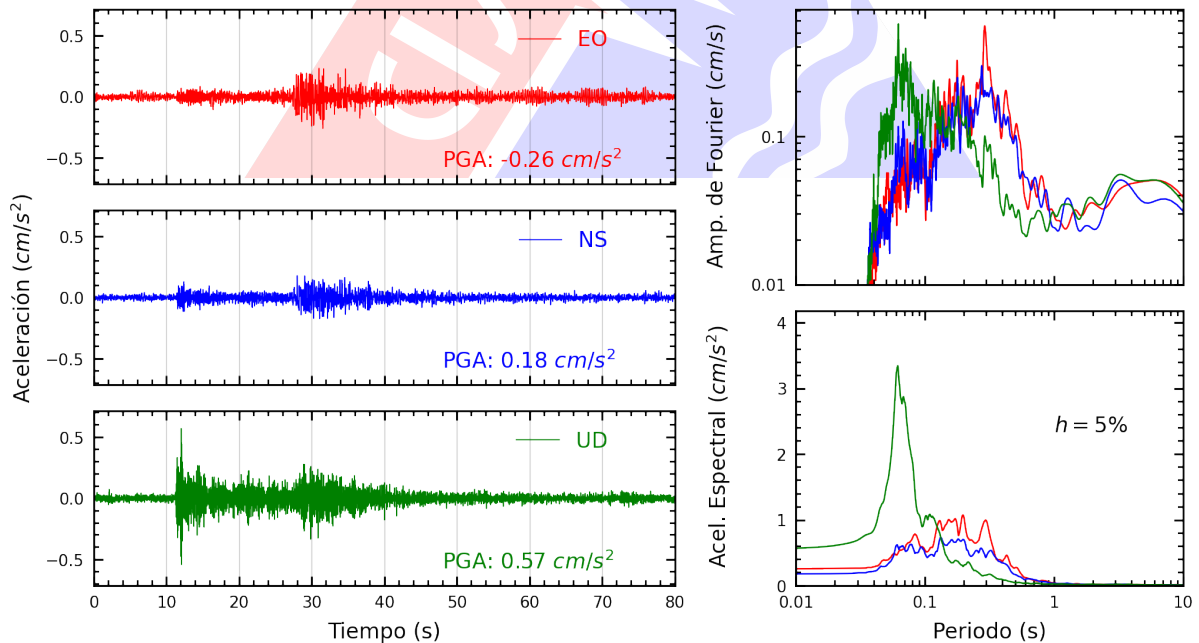 Aceleración (cm/s²)
0.5
0.0
−0.5
EO
PGA: -0.26 cm/s²
0.5
0.0
−0.5
NS
PGA: 0.18 cm/s²
0.5
0.0
−0.5
UD
PGA: 0.57 cm/s²
0 10 20 30 40 50 60 70 80
Tiempo (s)
Amp. de Fourier (cm/s)
0.1
0.01
Acel. Espectral (cm/s²)
4
3
2
1
0
h = 5%
0.01 0.1 1 10
Periodo (s)